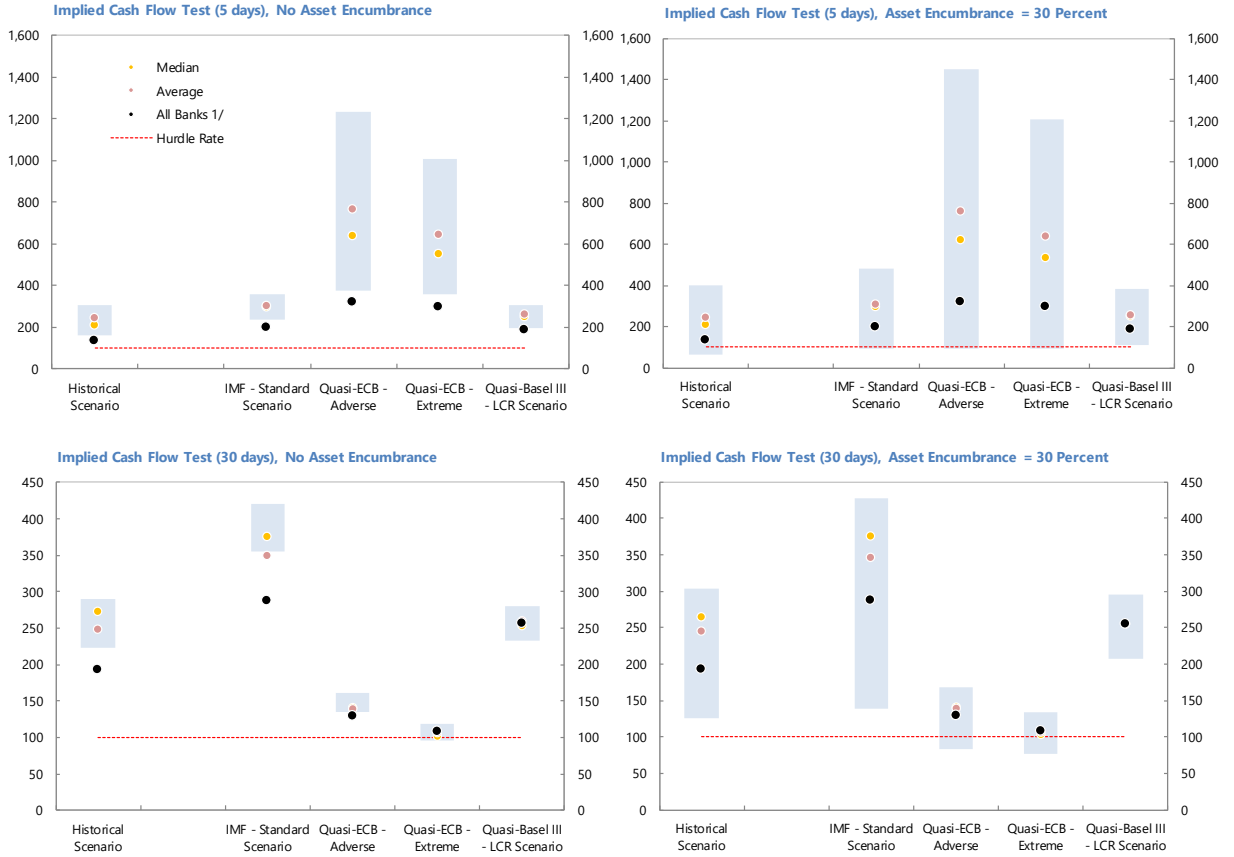 Implied Cash Flow Test (5 days), No Asset Encumbrance
1,600 1,600
1,400 1,400
1,200 1,200
1,000 1,000
800 800
600 600
400 400
200 200
0 0
Median
Average
All Banks 1/
Hurdle Rate
Historical Scenario
IMF - Standard Scenario
Quasi-ECB - Adverse
Quasi-ECB - Extreme
Quasi-Basel III - LCR Scenario
Implied Cash Flow Test (5 days), Asset Encumbrance = 30 Percent
1,600 1,600
1,400 1,400
1,200 1,200
1,000 1,000
800 800
600 600
400 400
200 200
0 0
Historical Scenario
IMF - Standard Scenario
Quasi-ECB - Adverse
Quasi-ECB - Extreme
Quasi-Basel III - LCR Scenario
Implied Cash Flow Test (30 days), No Asset Encumbrance
450 450
400 400
350 350
300 300
250 250
200 200
150 150
100 100
50 50
0 0
Historical Scenario
IMF - Standard Scenario
Quasi-ECB - Adverse
Quasi-ECB - Extreme
Quasi-Basel III - LCR Scenario
Implied Cash Flow Test (30 days), Asset Encumbrance = 30 Percent
450 450
400 400
350 350
300 300
250 250
200 200
150 150
100 100
50 50
0 0
Historical Scenario
IMF - Standard Scenario
Quasi-ECB - Adverse
Quasi-ECB - Extreme
Quasi-Basel III - LCR Scenario